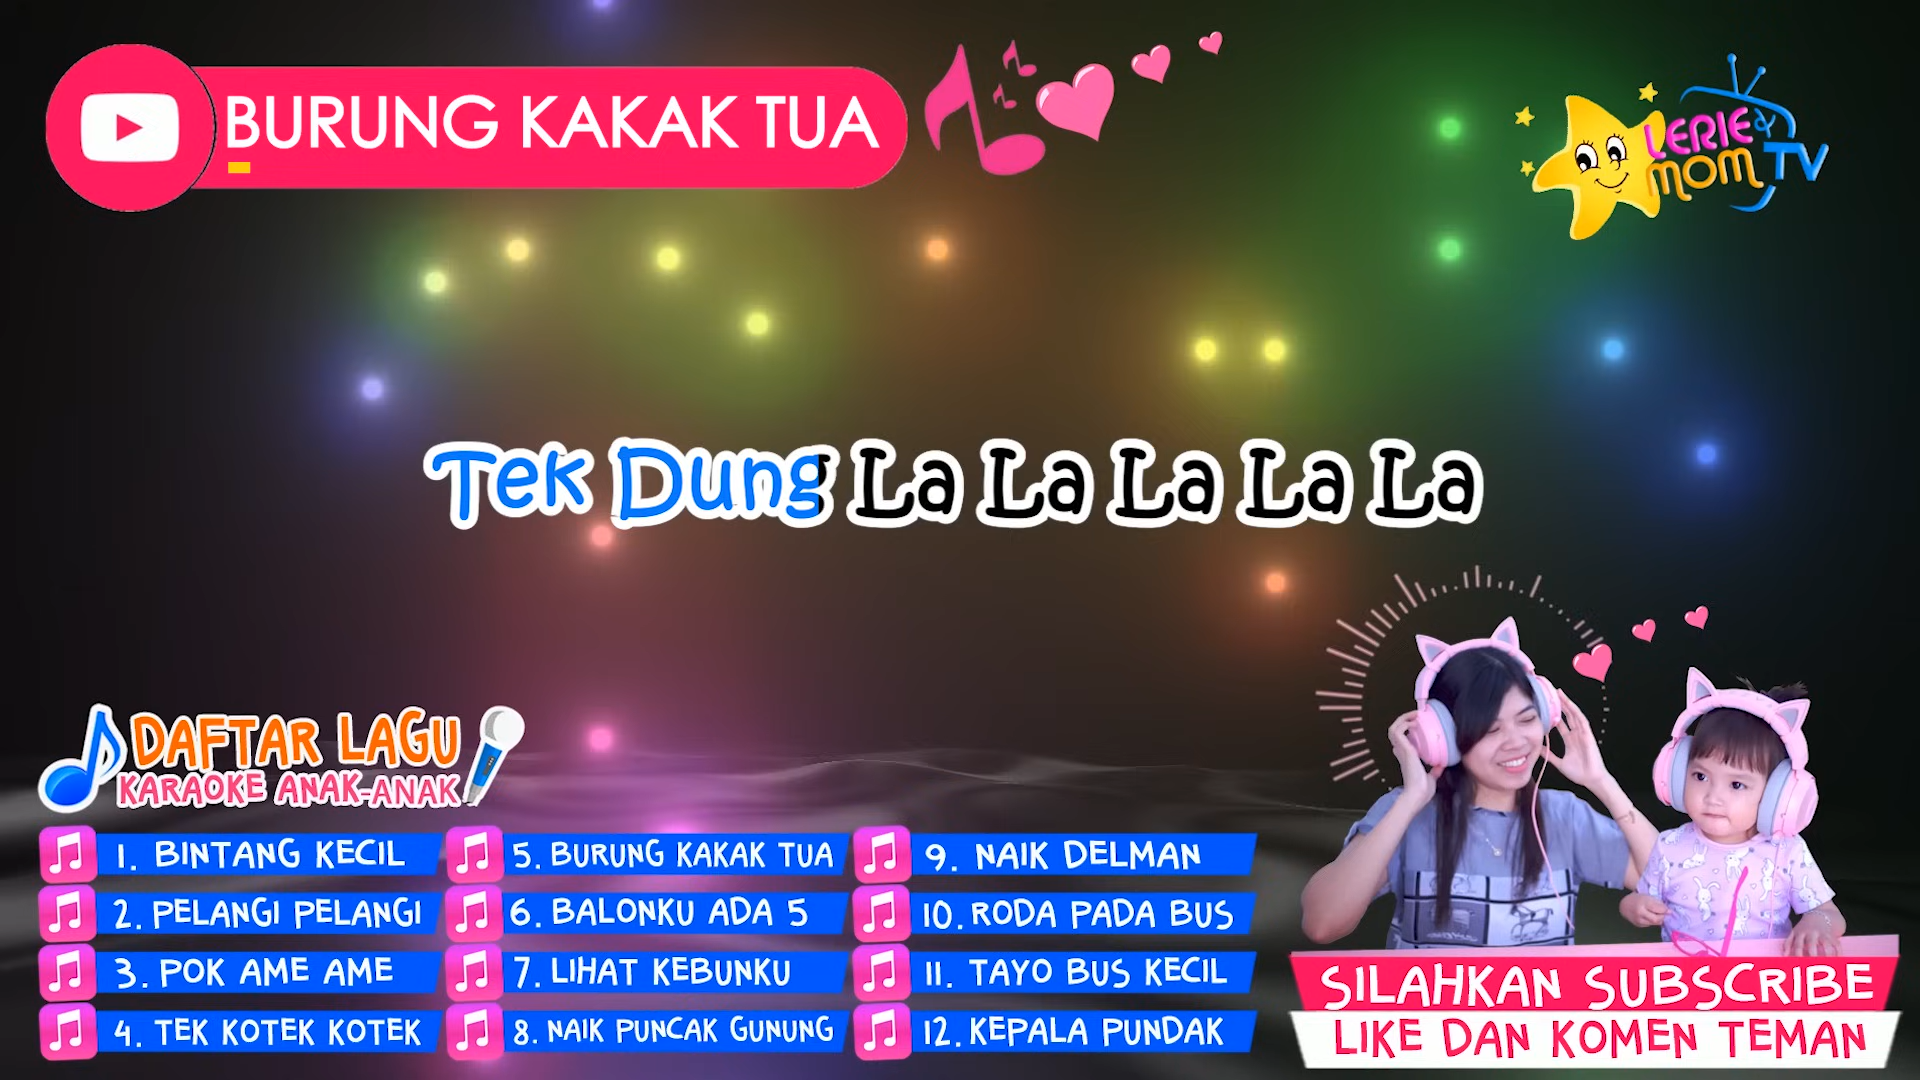 BURUNG KAKAK TUA
LERIE &
MOM TV
Tek Dung La La La La La
DAFTAR LAGU
KARAOKE ANAK-ANAK
1. BINTANG KECIL
2. PELANGI PELANGI
3. POK AME AME
4. TEK KOTEK KOTEK
5. BURUNG KAKAK TUA
6. BALONKU ADA 5
7. LIHAT KEBUNKU
8. NAIK PUNCAK GUNUNG
9. NAIK DELMAN
10. RODA PADA BUS
11. TAYO BUS KECIL
12. KEPALA PUNDAK
SILAHKAN SUBSCRIBE
LIKE DAN KOMEN TEMAN